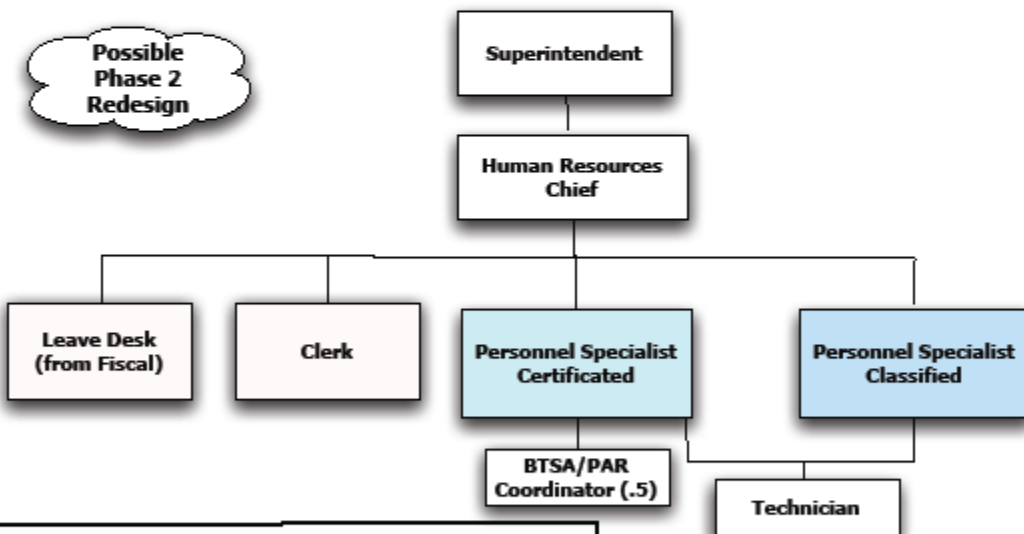 Possible
Phase 2
Redesign
Superintendent
Human Resources
Chief
Leave Desk
(from Fiscal)
Clerk
Personnel Specialist
Certificated
Personnel Specialist
Classified
BTSA/PAR
Coordinator (.5)
Technician